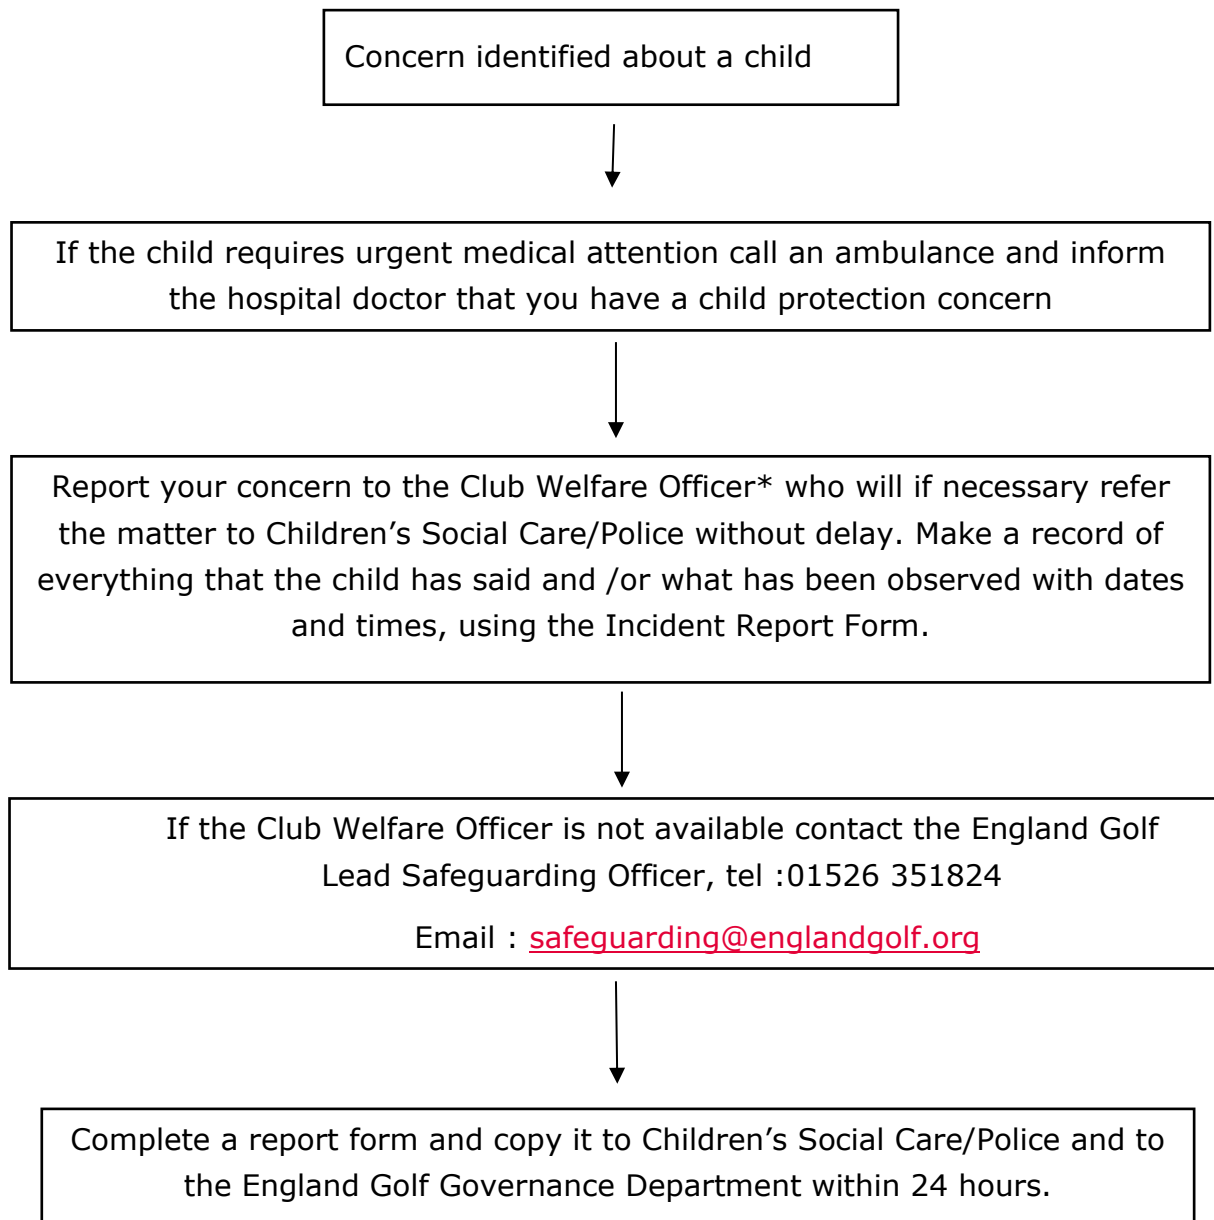 Concern identified about a child
If the child requires urgent medical attention call an ambulance and inform
the hospital doctor that you have a child protection concern
Report your concern to the Club Welfare Officer* who will if necessary refer
the matter to Children’s Social Care/Police without delay. Make a record of
everything that the child has said and /or what has been observed with dates
and times, using the Incident Report Form.
If the Club Welfare Officer is not available contact the England Golf
Lead Safeguarding Officer, tel :01526 351824
Email : safeguarding@englandgolf.org
Complete a report form and copy it to Children’s Social Care/Police and to
the England Golf Governance Department within 24 hours.